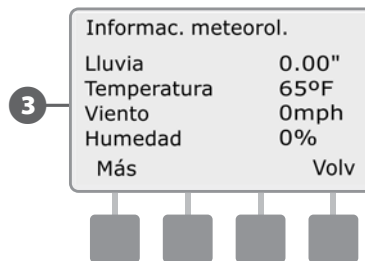 Informac. meteorol.
Lluvia 0.00"
Temperatura 65ºF
3
Viento 0mph
Humedad 0%
Más Volv